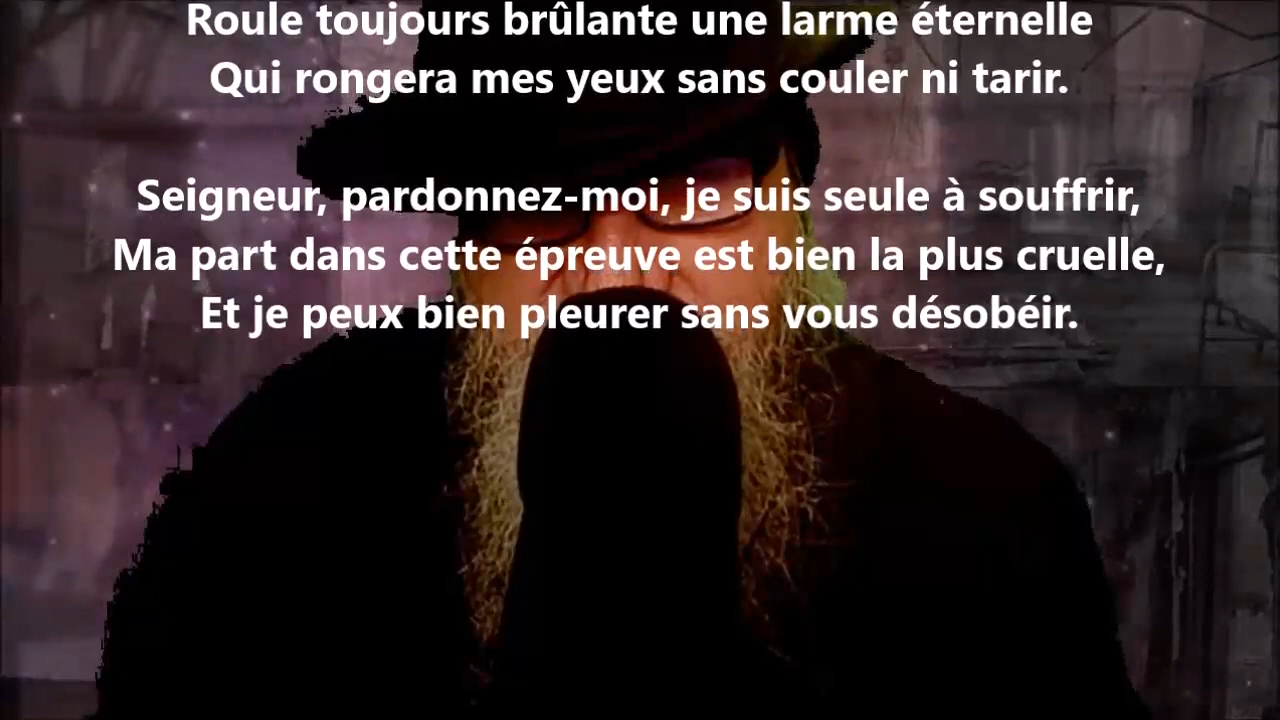 Roule toujours brûlante une larme éternelle
Qui rongera mes yeux sans couler ni tarir.
Seigneur, pardonnez-moi, je suis seule à souffrir,
Ma part dans cette épreuve est bien la plus cruelle,
Et je peux bien pleurer sans vous désobéir.